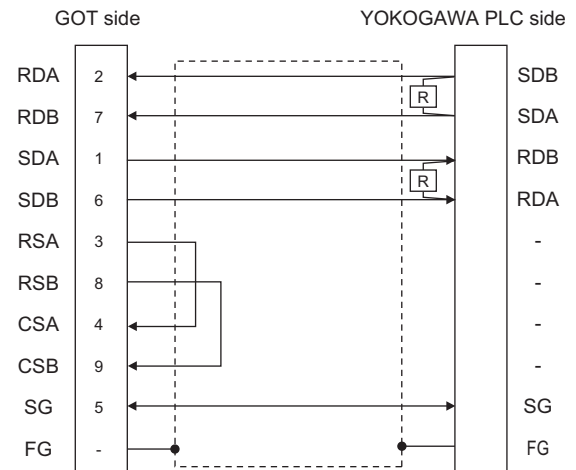 GOT side YOKOGAWA PLC side
RDA 2 SDB
R
RDB 7 SDA
SDA 1 RDB
R
SDB 6 RDA
RSA 3 -
RSB 8 -
CSA 4 -
CSB 9 -
SG 5 SG
FG - FG